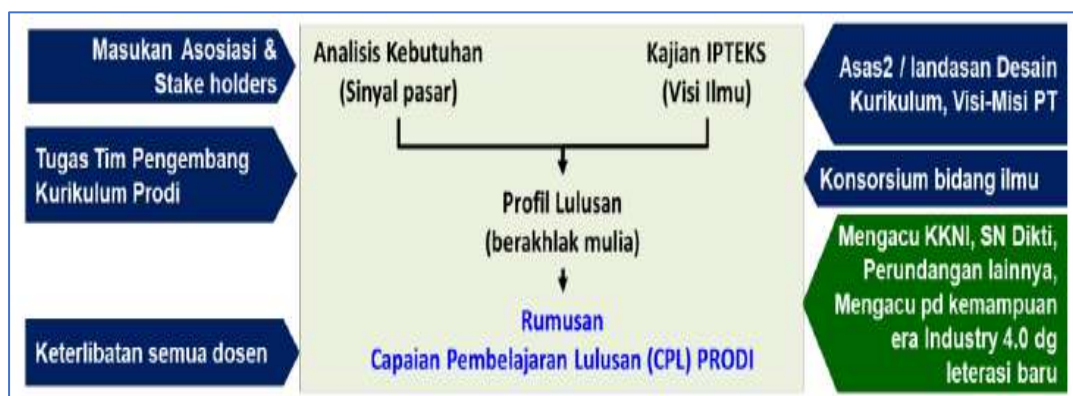 Masukan Asosiasi &
Stake holders
Tugas Tim Pengembang
Kurikulum Prodi
Keterlibatan semua dosen
Analisis Kebutuhan
(Sinyal pasar)
Kajian IPTEKS
(Visi Ilmu)
Profil Lulusan
(berakhlak mulia)
Rumusan
Capaian Pembelajaran Lulusan (CPL) PRODI
Asas2 / landasan Desain
Kurikulum, Visi-Misi PT
Konsorsium bidang ilmu
Mengacu KKNI, SN Dikti,
Perundangan lainnya,
Mengacu pd kemampuan
era Industry 4.0 dg
leterasi baru